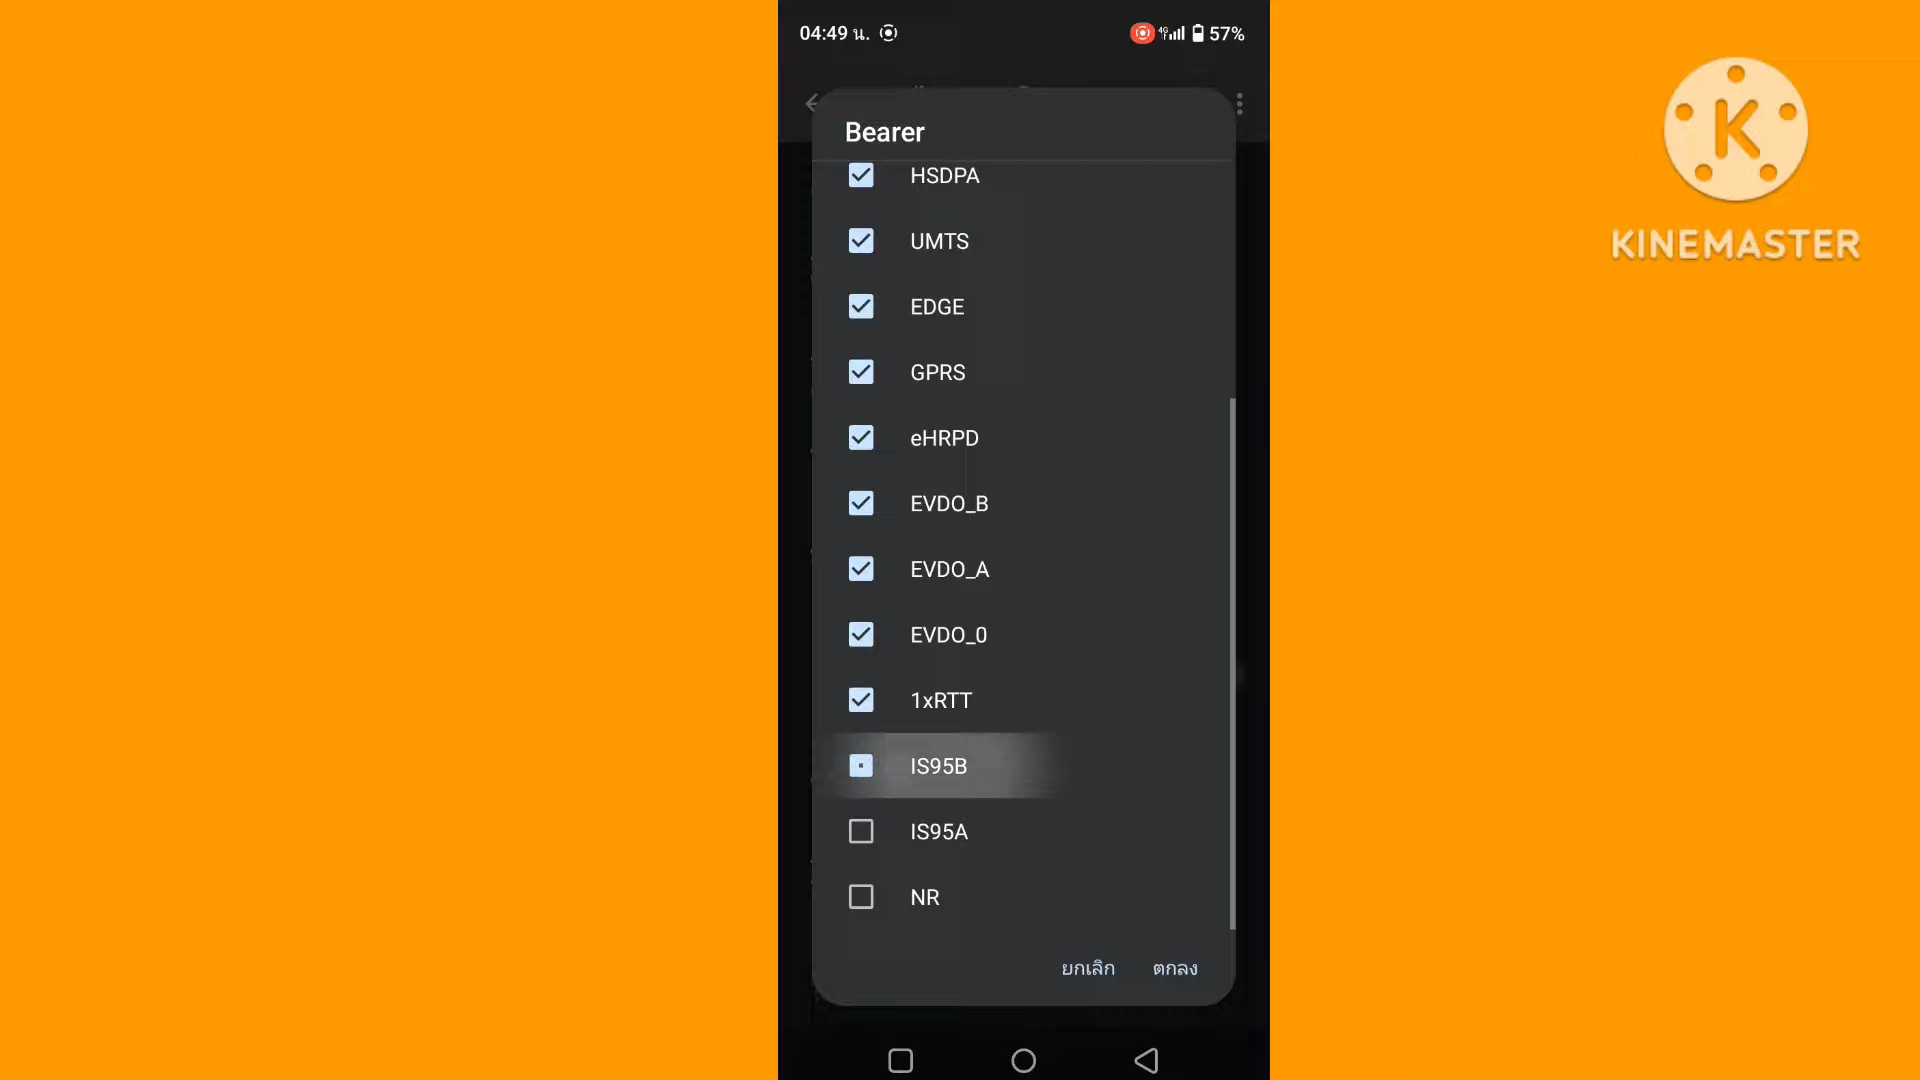 04:49 น.
4G 57%
Bearer
HSDPA
UMTS
EDGE
GPRS
eHRPD
EVDO_B
EVDO_A
EVDO_0
1xRTT
IS95B
IS95A
NR
ยกเลิก ตกลง
K
KINEMASTER